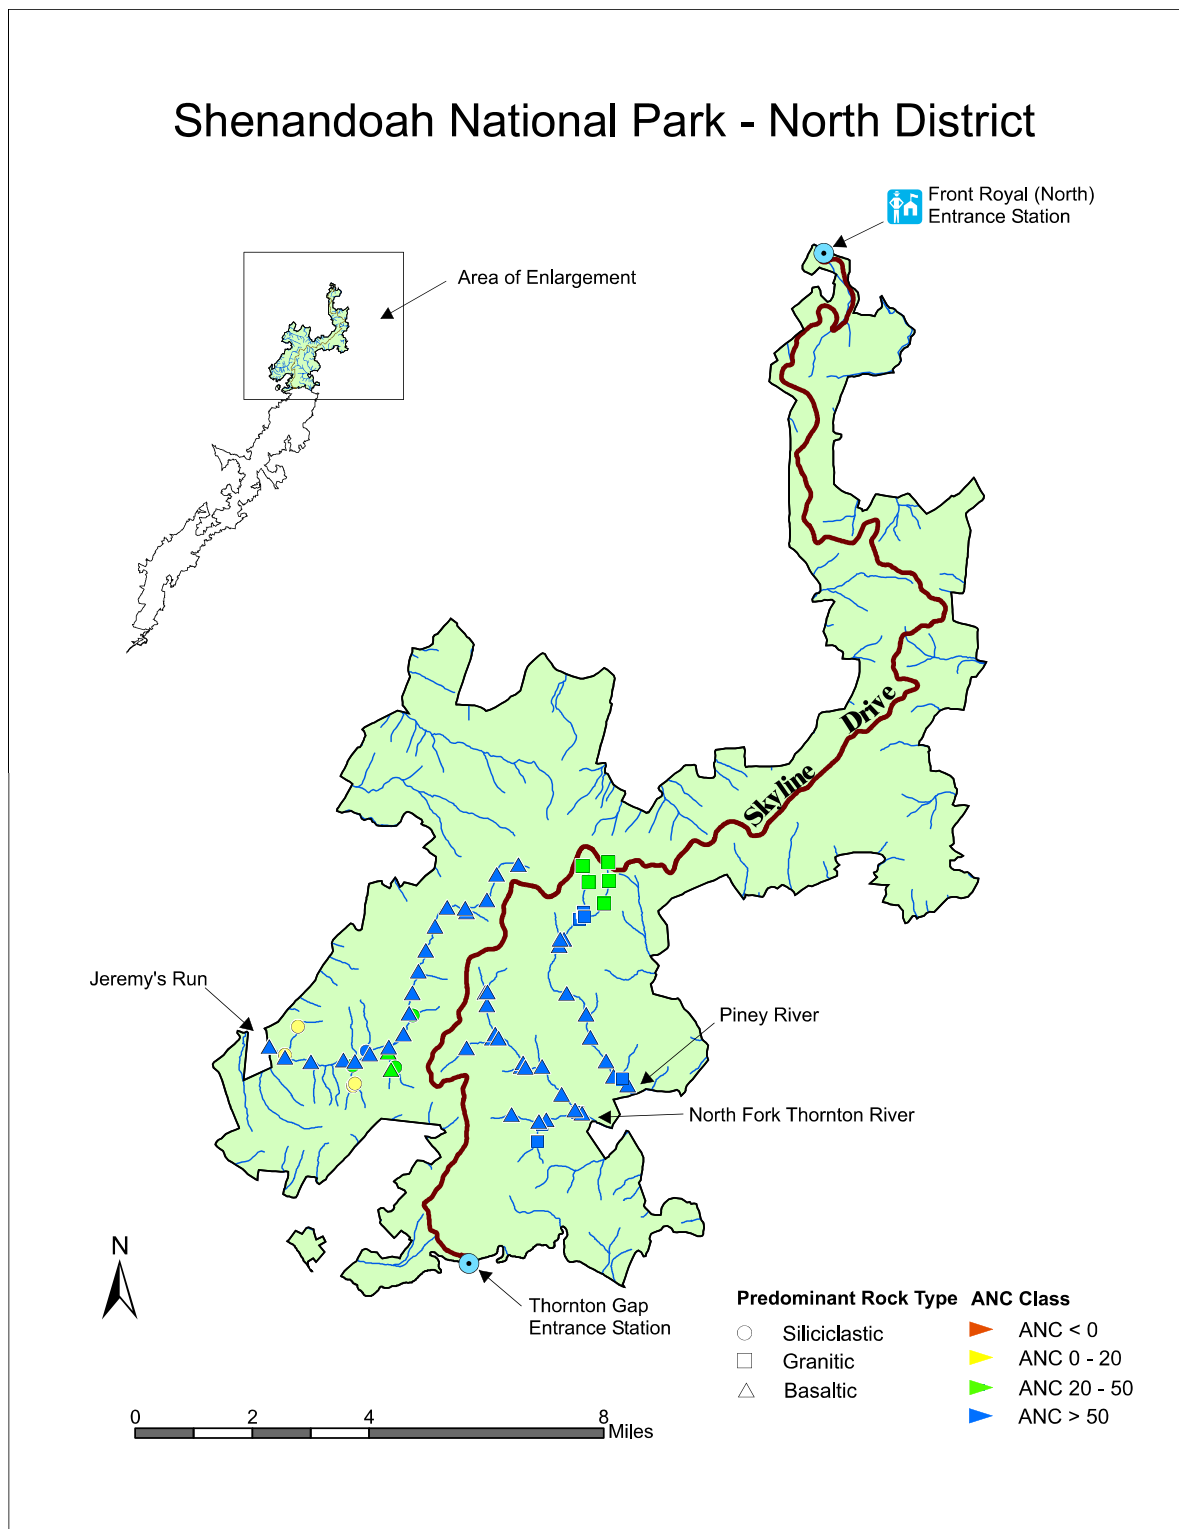 Shenandoah National Park - North District
Front Royal (North)
Entrance Station
Area of Enlargement
Skyline Drive
Jeremy's Run
Piney River
North Fork Thornton River
N
Thornton Gap
Entrance Station
Predominant Rock Type
Siliciclastic
Granitic
Basaltic
ANC Class
ANC < 0
ANC 0 - 20
ANC 20 - 50
ANC > 50
0 2 4 8
Miles